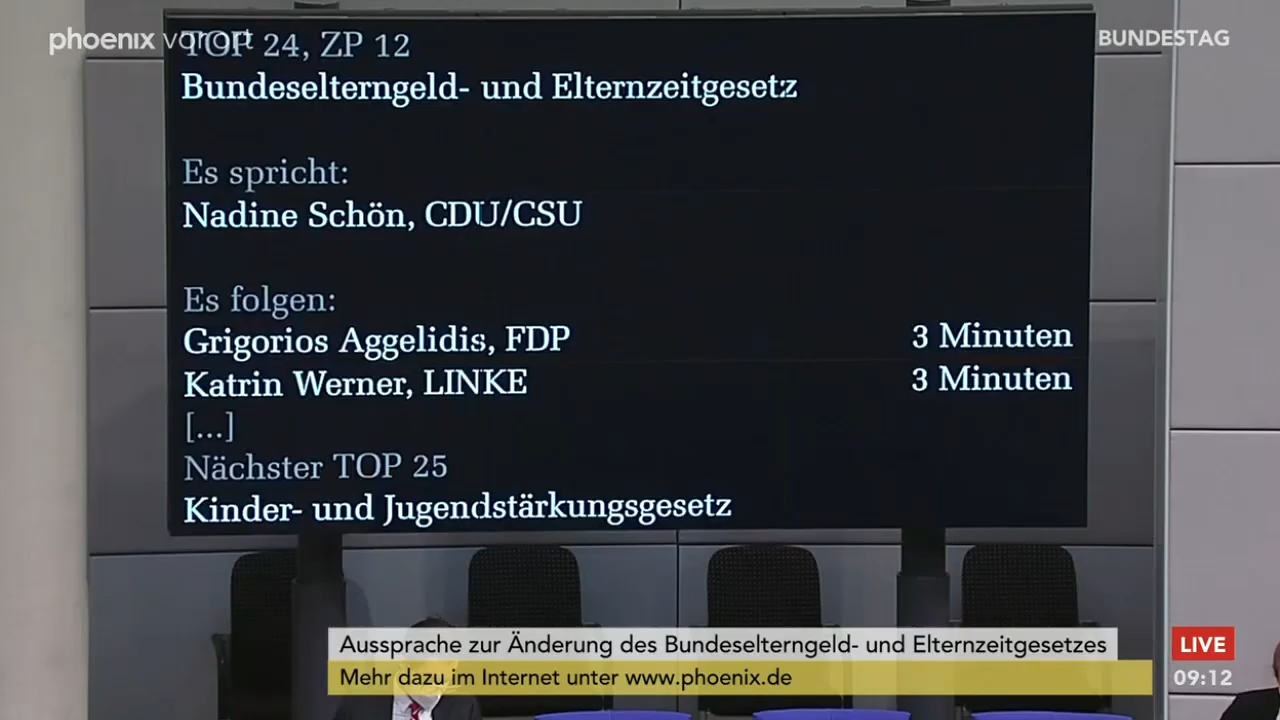 phoenix vor ort
BUNDESTAG
TOP 24, ZP 12
Bundeselterngeld- und Elternzeitgesetz
Es spricht:
Nadine Schön, CDU/CSU
Es folgen:
Grigorios Aggelidis, FDP 3 Minuten
Katrin Werner, LINKE 3 Minuten
[...]
Nächster TOP 25
Kinder- und Jugendstärkungsgesetz
Aussprache zur Änderung des Bundeselterngeld- und Elternzeitgesetzes
Mehr dazu im Internet unter www.phoenix.de
LIVE
09:12